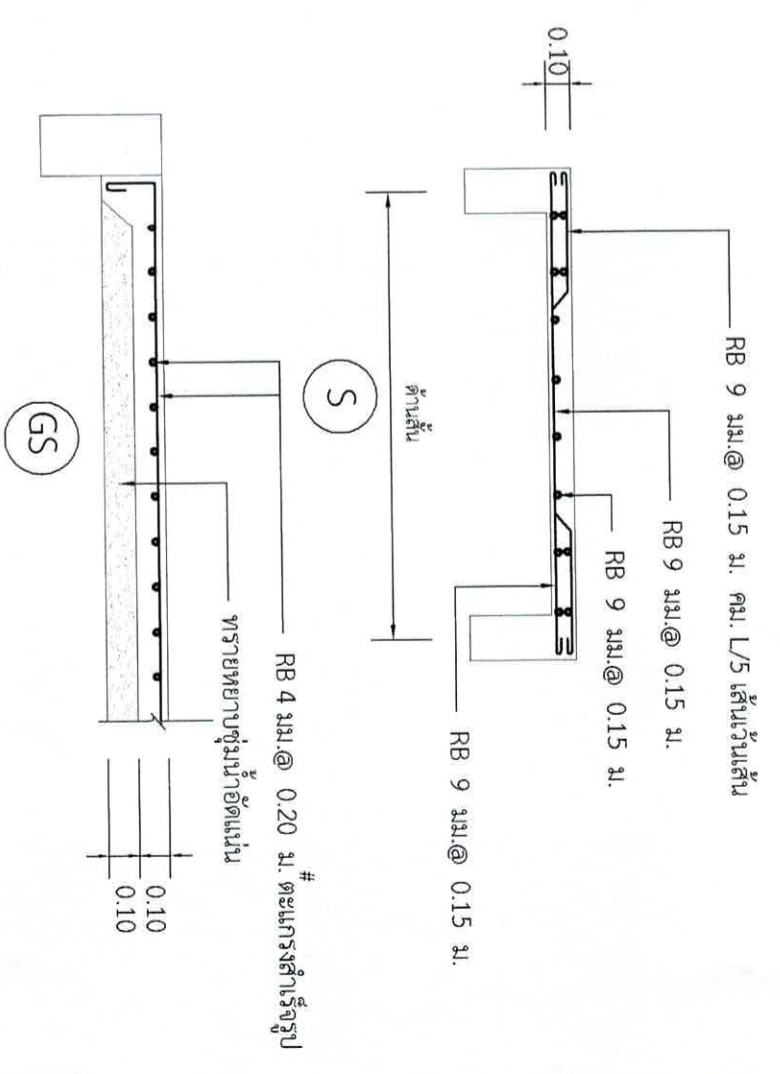 0.10
RB 9 มม.@ 0.15 ม. คม. L/5 เส้นเว้นเส้น
RB 9 มม.@ 0.15 ม.
RB 9 มม.@ 0.15 ม.
RB 9 มม.@ 0.15 ม.
ด้านสั้น
S
RB 4 มม.@ 0.20 ม.# ตะแกรงสำเร็จรูป
ทรายหยาบชุ่มน้ำอัดแน่น
0.10
0.10
GS